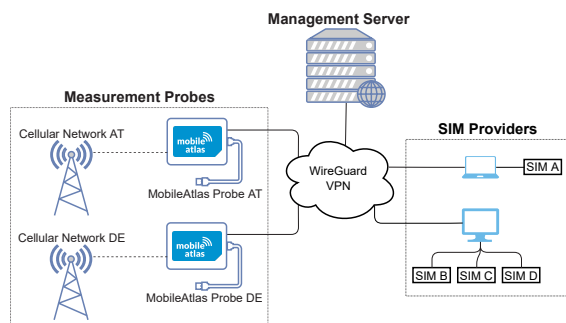 Management Server
Measurement Probes
Cellular Network AT
mobile
atlas
MobileAtlas Probe AT
Cellular Network DE
mobile
atlas
MobileAtlas Probe DE
WireGuard
VPN
SIM Providers
SIM A
SIM B
SIM C
SIM D